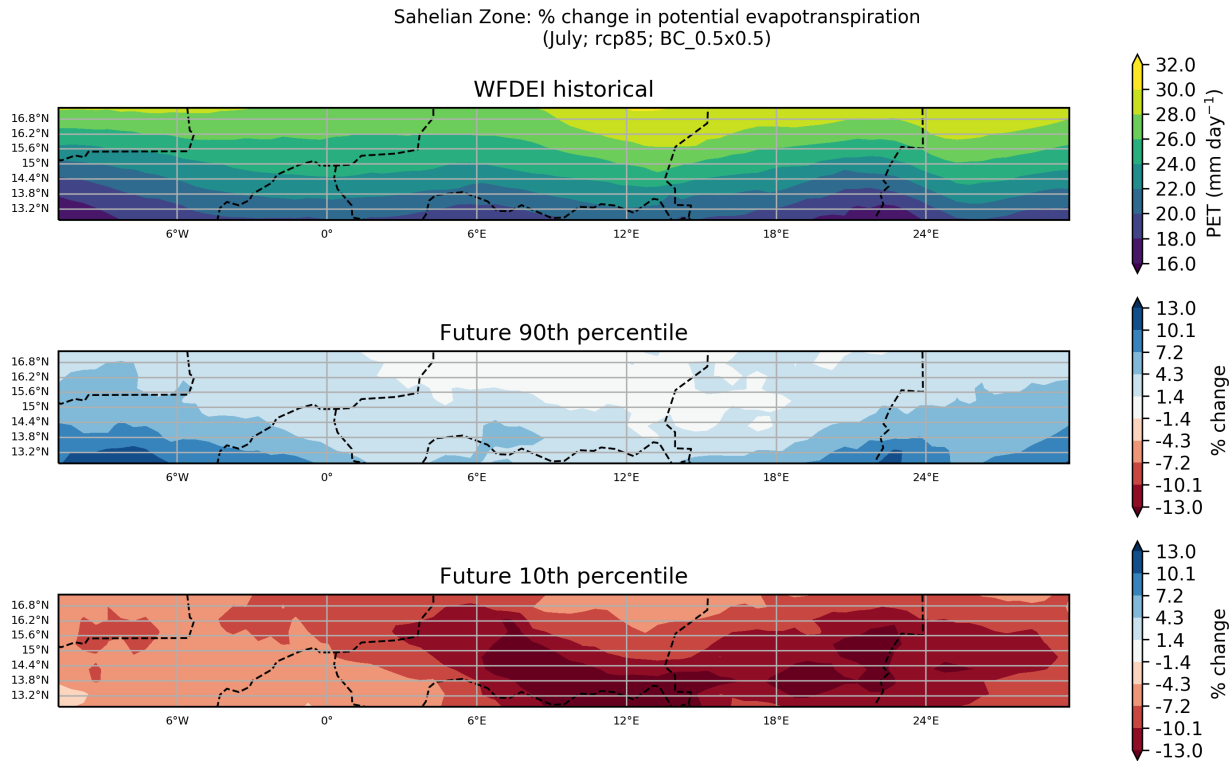 Sahelian Zone: % change in potential evapotranspiration
(July; rcp85; BC_0.5x0.5)
WFDEI historical
16.8°N
16.2°N
15.6°N
15°N
14.4°N
13.8°N
13.2°N
6°W 0° 6°E 12°E 18°E 24°E
32.0
30.0
28.0
26.0
24.0
22.0
20.0
18.0
16.0
PET (mm day⁻¹)
Future 90th percentile
16.8°N
16.2°N
15.6°N
15°N
14.4°N
13.8°N
13.2°N
6°W 0° 6°E 12°E 18°E 24°E
13.0
10.1
7.2
4.3
1.4
-1.4
-4.3
-7.2
-10.1
-13.0
% change
Future 10th percentile
16.8°N
16.2°N
15.6°N
15°N
14.4°N
13.8°N
13.2°N
6°W 0° 6°E 12°E 18°E 24°E
13.0
10.1
7.2
4.3
1.4
-1.4
-4.3
-7.2
-10.1
-13.0
% change